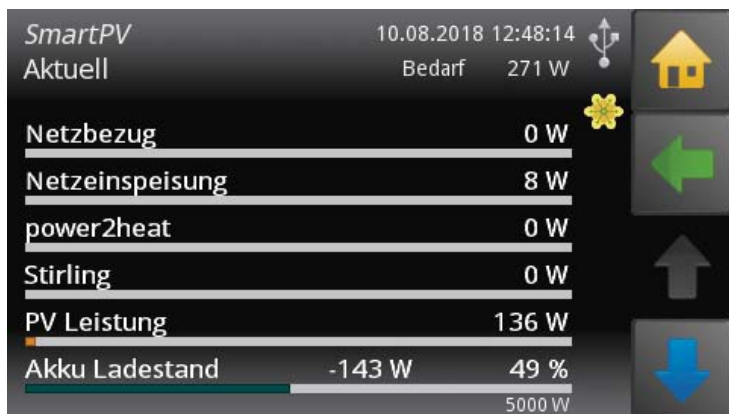 SmartPV 10.08.2018 12:48:14
Aktuell Bedarf 271 W
Netzbezug 0 W
Netzeinspeisung 8 W
power2heat 0 W
Stirling 0 W
PV Leistung 136 W
Akku Ladestand -143 W 49 %
5000 W